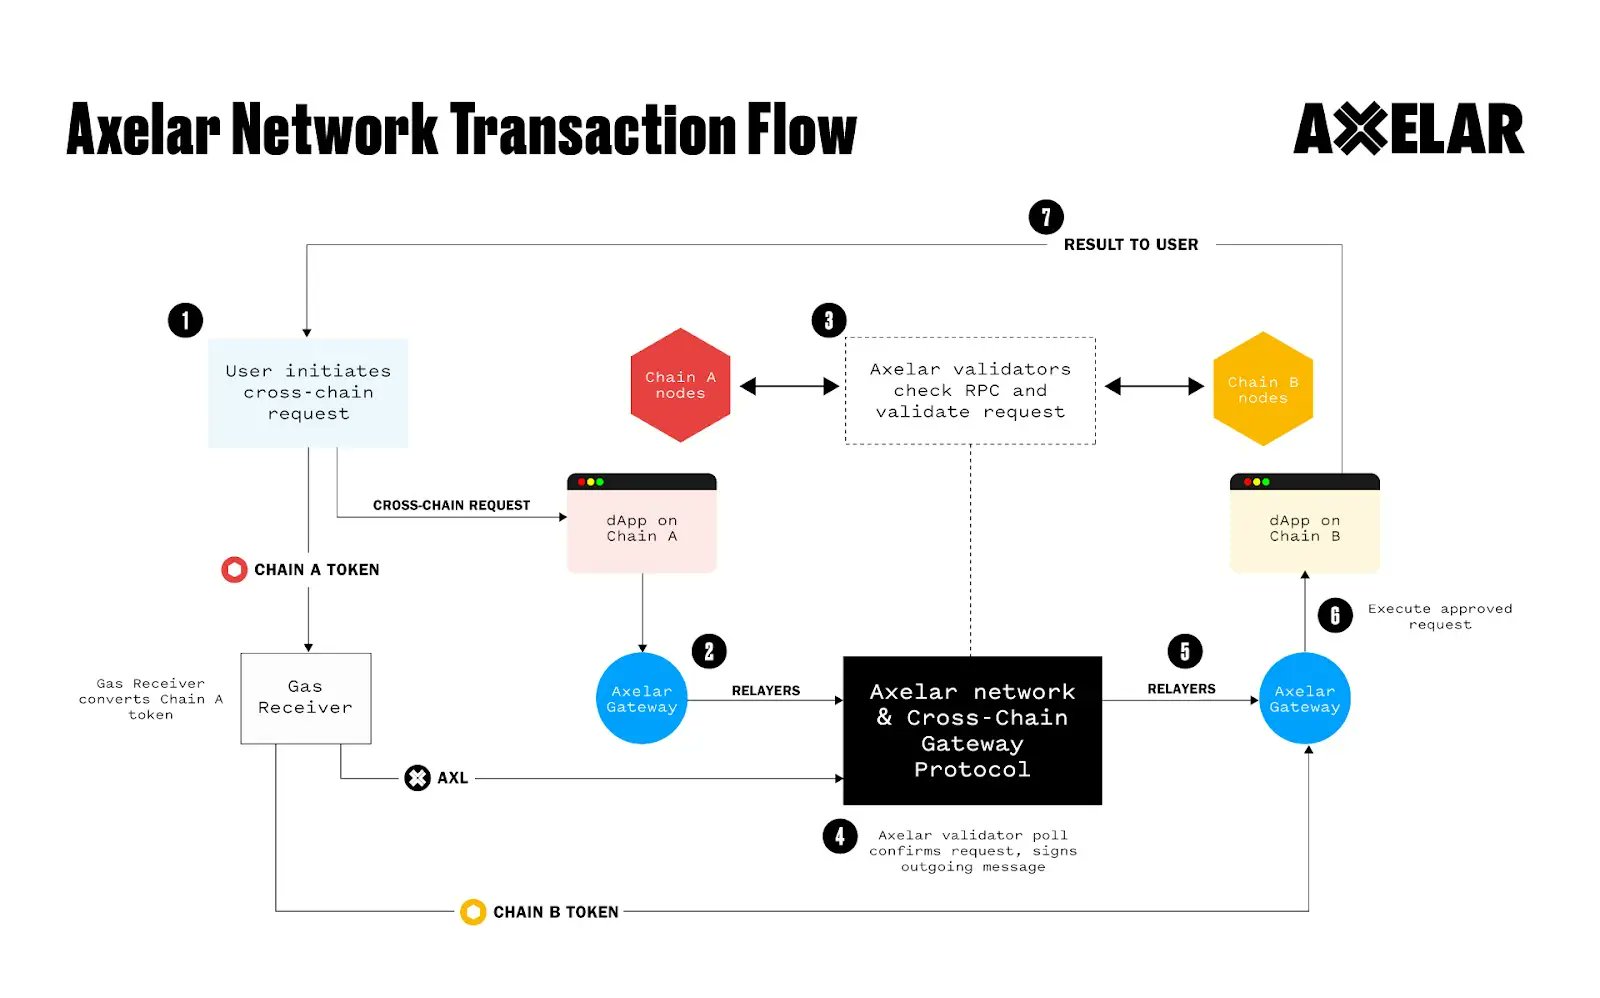 Axelar Network Transaction Flow
AXELAR
7
RESULT TO USER
1
User initiates
cross-chain
request
Chain A
nodes
3
Axelar validators
check RPC and
validate request
Chain B
nodes
CROSS-CHAIN REQUEST
dApp on
Chain A
dApp on
Chain B
CHAIN A TOKEN
6
Execute approved
request
2
5
Gas Receiver
converts Chain A
token
Gas
Receiver
Axelar
Gateway
RELAYERS
Axelar network
& Cross-Chain
Gateway
Protocol
RELAYERS
Axelar
Gateway
AXL
4
Axelar validator poll
confirms request, signs
outgoing message
CHAIN B TOKEN